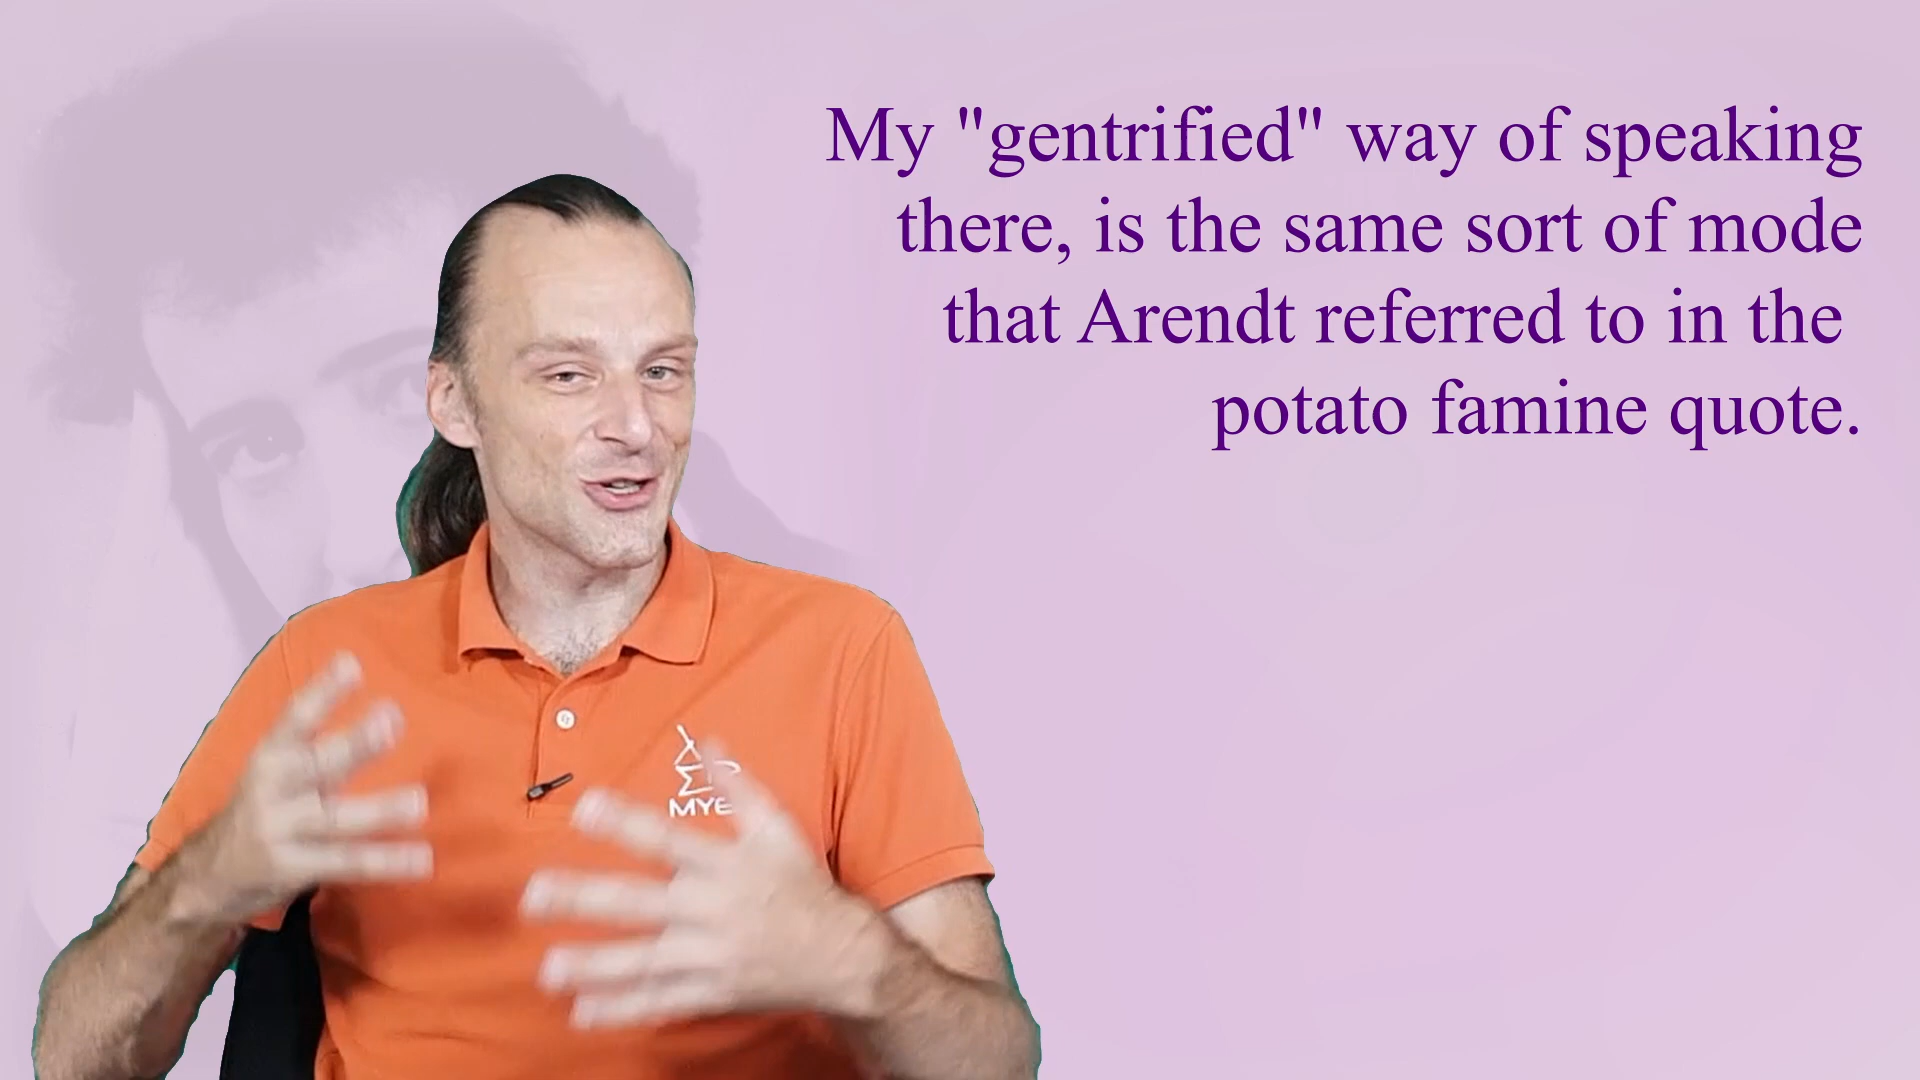 My "gentrified" way of speaking
there, is the same sort of mode
that Arendt referred to in the
potato famine quote.
MYE